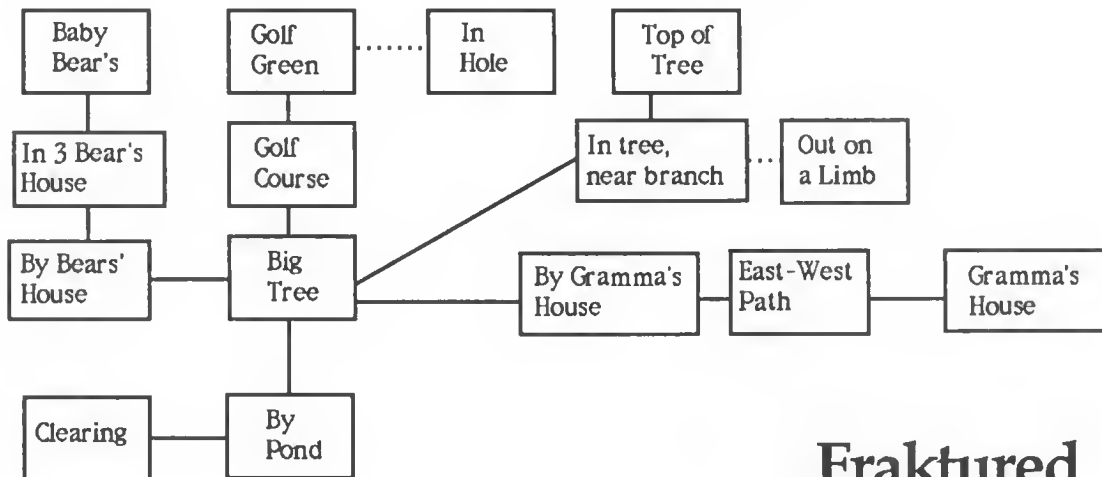 Baby
Bear's
Golf
Green
In
Hole
Top of
Tree
In 3 Bear's
House
Golf
Course
In tree,
near branch
Out on
a Limb
By Bears'
House
Big
Tree
By Gramma's
House
East-West
Path
Gramma's
House
Clearing
By
Pond
Fraktured